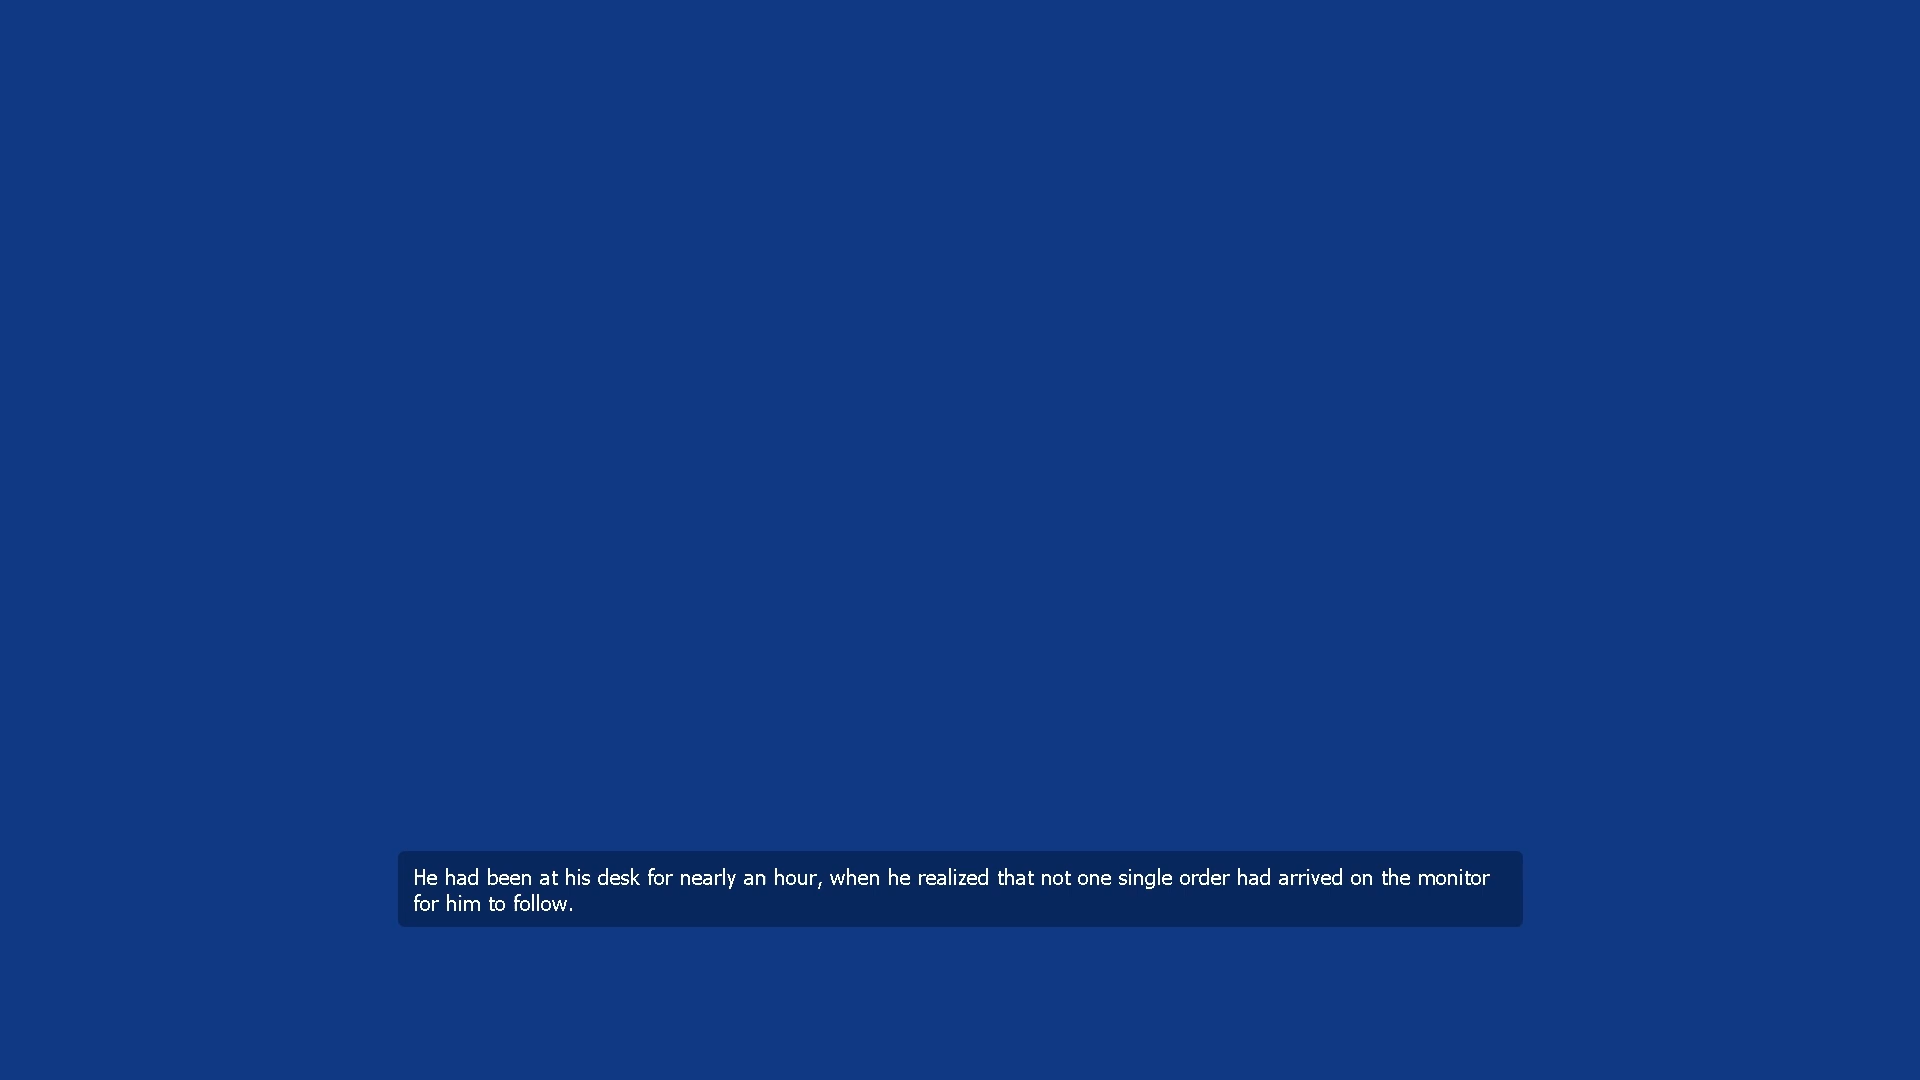 He had been at his desk for nearly an hour, when he realized that not one single order had arrived on the monitor
for him to follow.